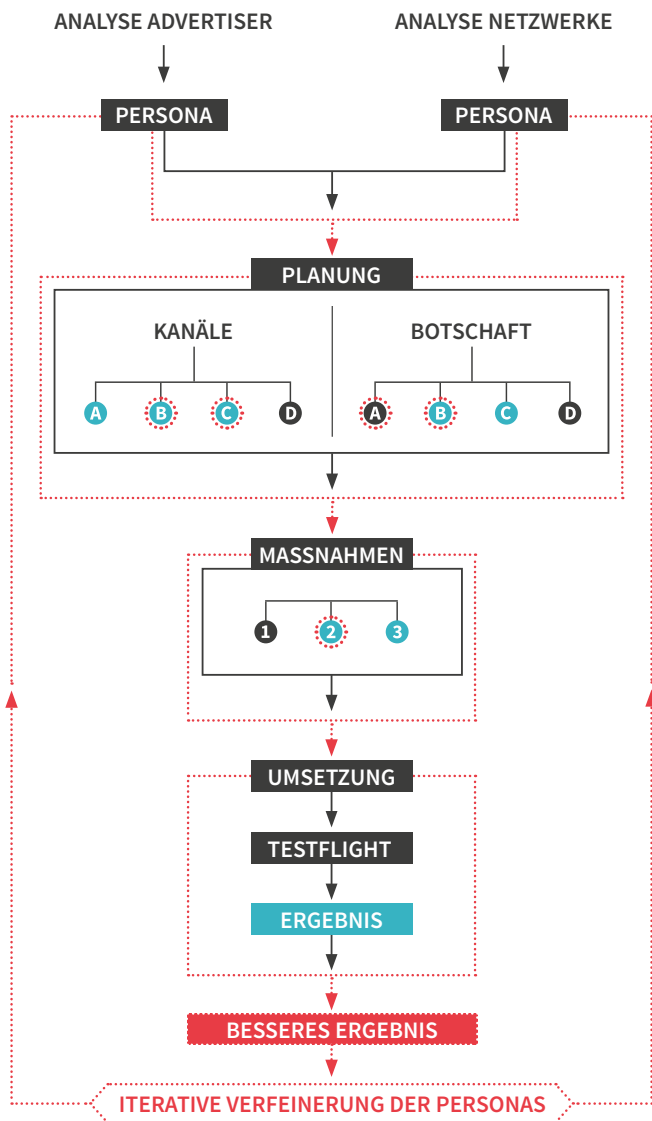 ANALYSE ADVERTISER
ANALYSE NETZWERKE
PERSONA
PERSONA
PLANUNG
KANÄLE
BOTSCHAFT
A B C D
A B C D
MASSNAHMEN
1 2 3
UMSETZUNG
TESTFLIGHT
ERGEBNIS
BESSERES ERGEBNIS
ITERATIVE VERFEINERUNG DER PERSONAS